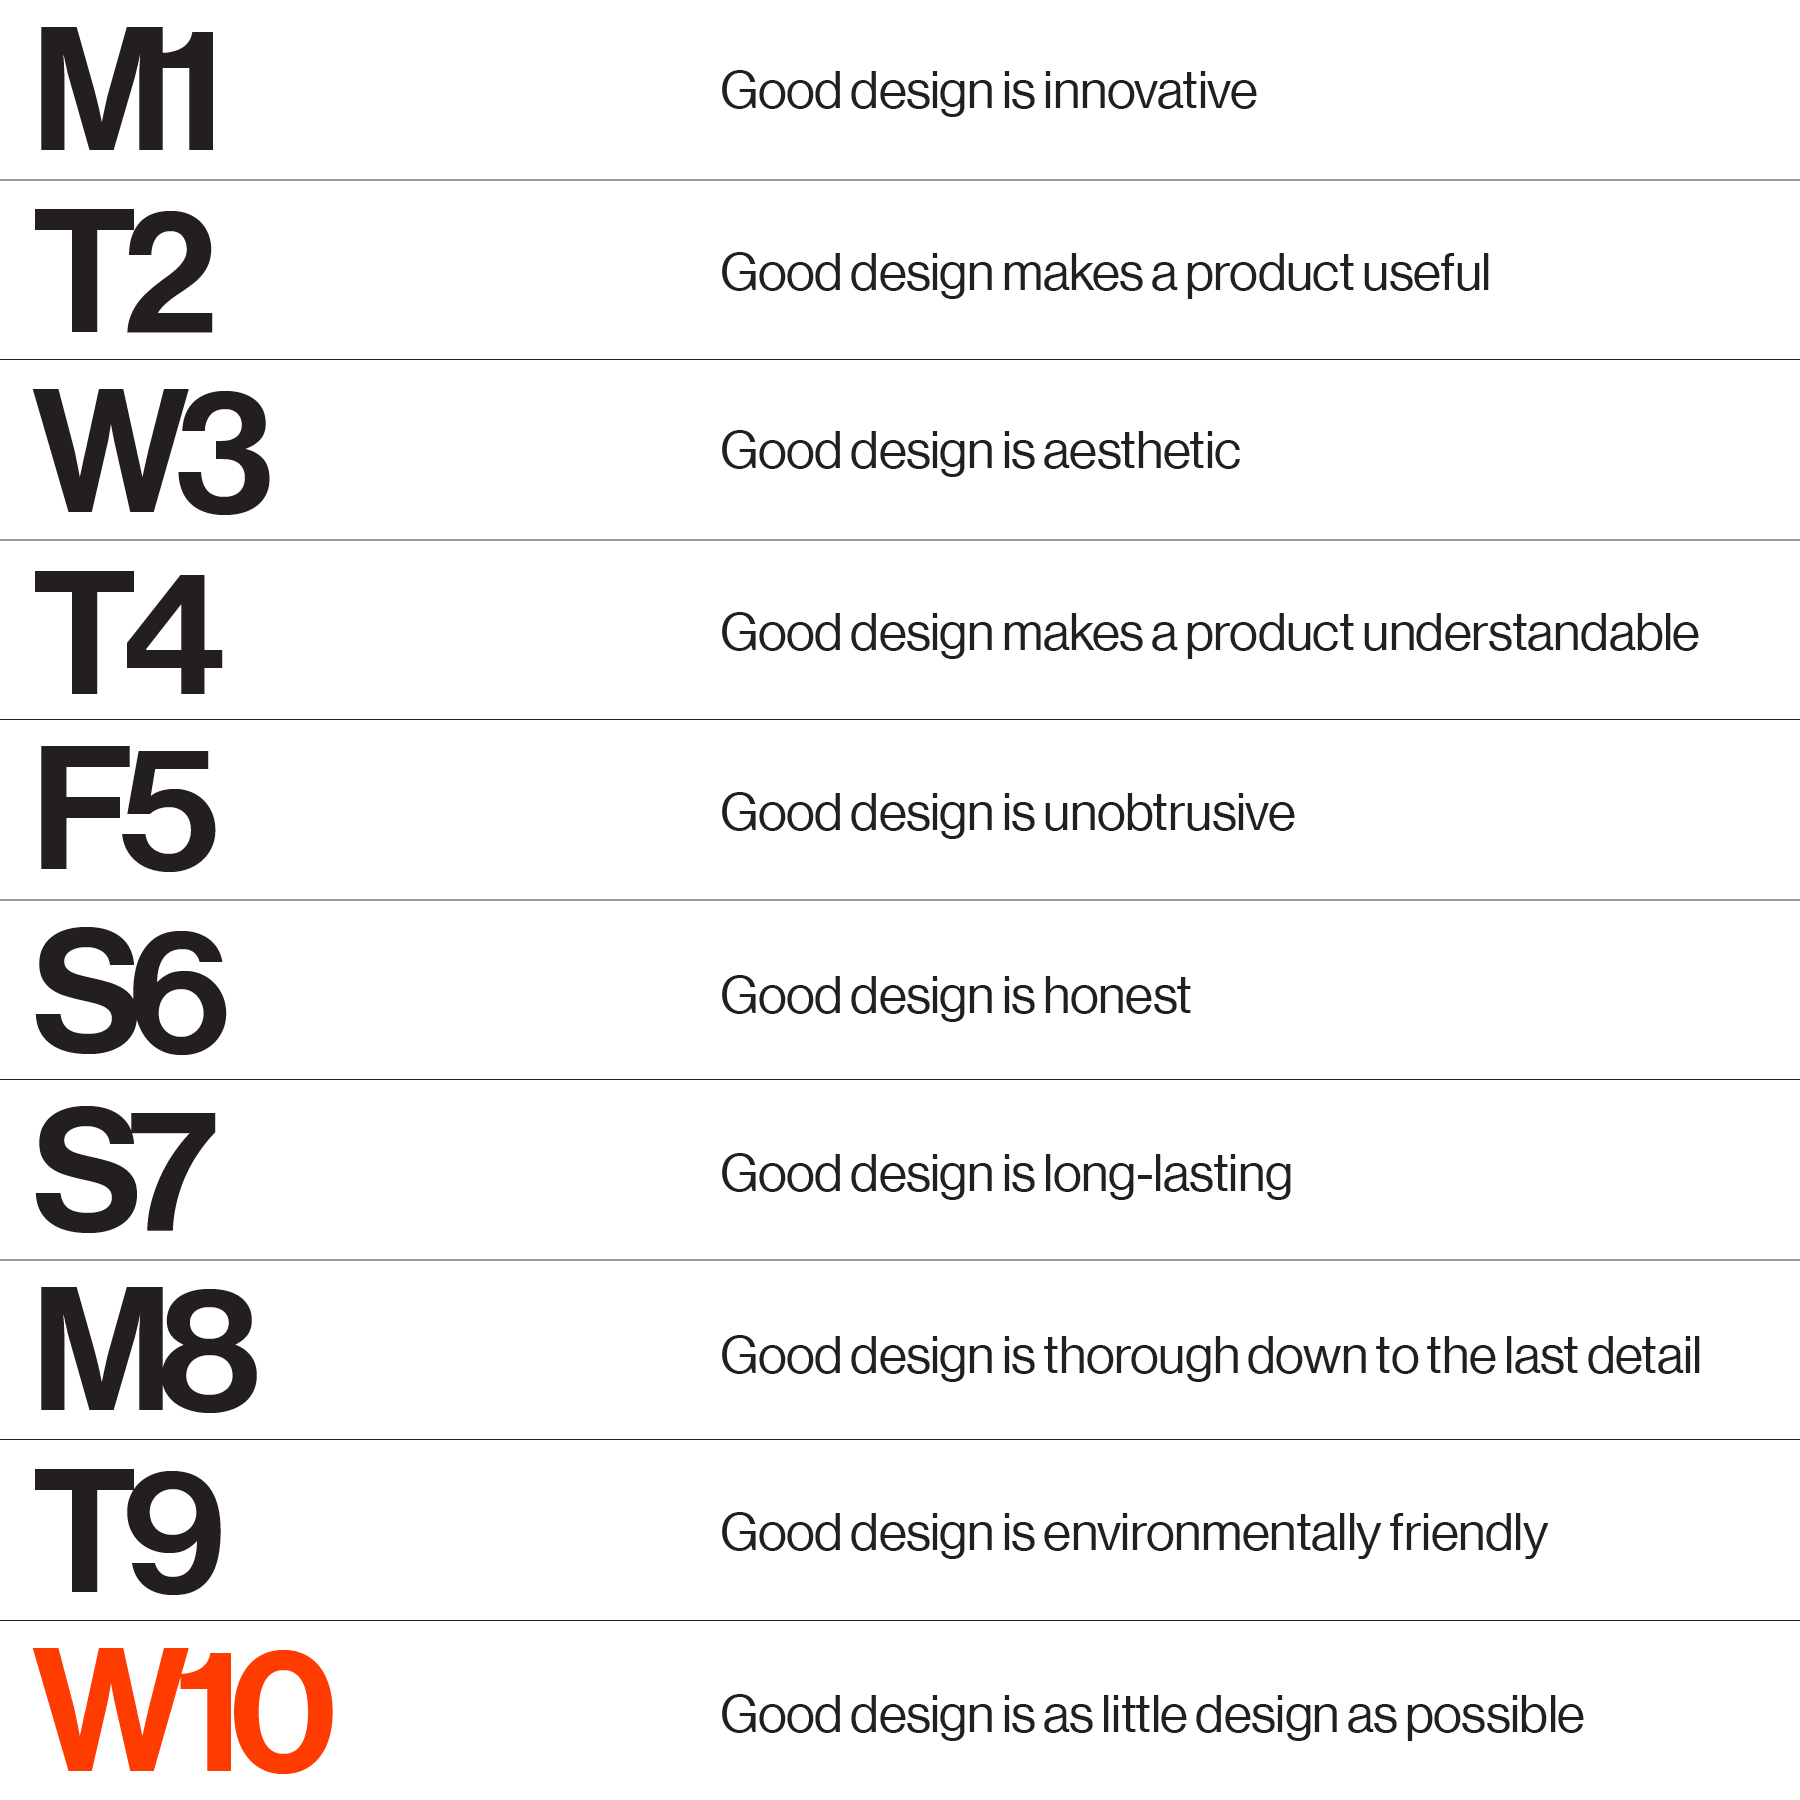 M1
Good design is innovative
T2
Good design makes a product useful
W3
Good design is aesthetic
T4
Good design makes a product understandable
F5
Good design is unobtrusive
S6
Good design is honest
S7
Good design is long-lasting
M8
Good design is thorough down to the last detail
T9
Good design is environmentally friendly
W10
Good design is as little design as possible